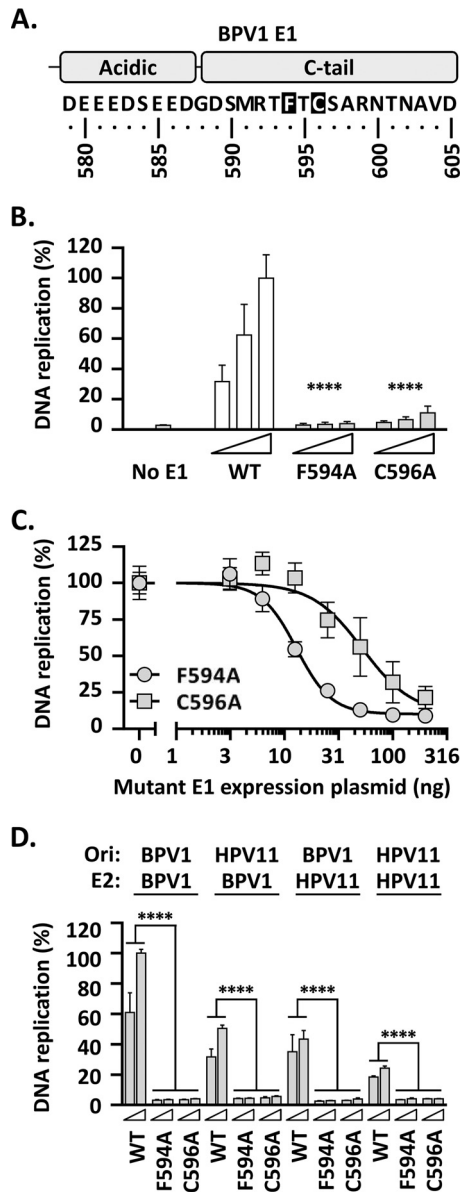 A.
BPV1 E1
Acidic C-tail
DEEEDSEEDGDSMRTFTCSARNTNAVD
580 585 590 595 600 605
B.
DNA replication (%)
120
100
80
60
40
20
0
**** ****
No E1 WT F594A C596A
C.
DNA replication (%)
125
100
75
50
25
0
F594A
C596A
0 1 3 10 31 100 316
Mutant E1 expression plasmid (ng)
D.
Ori: BPV1 HPV11 BPV1 HPV11
E2: BPV1 BPV1 HPV11 HPV11
DNA replication (%)
120
100
80
60
40
20
0
**** **** **** ****
WT F594A C596A WT F594A C596A WT F594A C596A WT F594A C596A